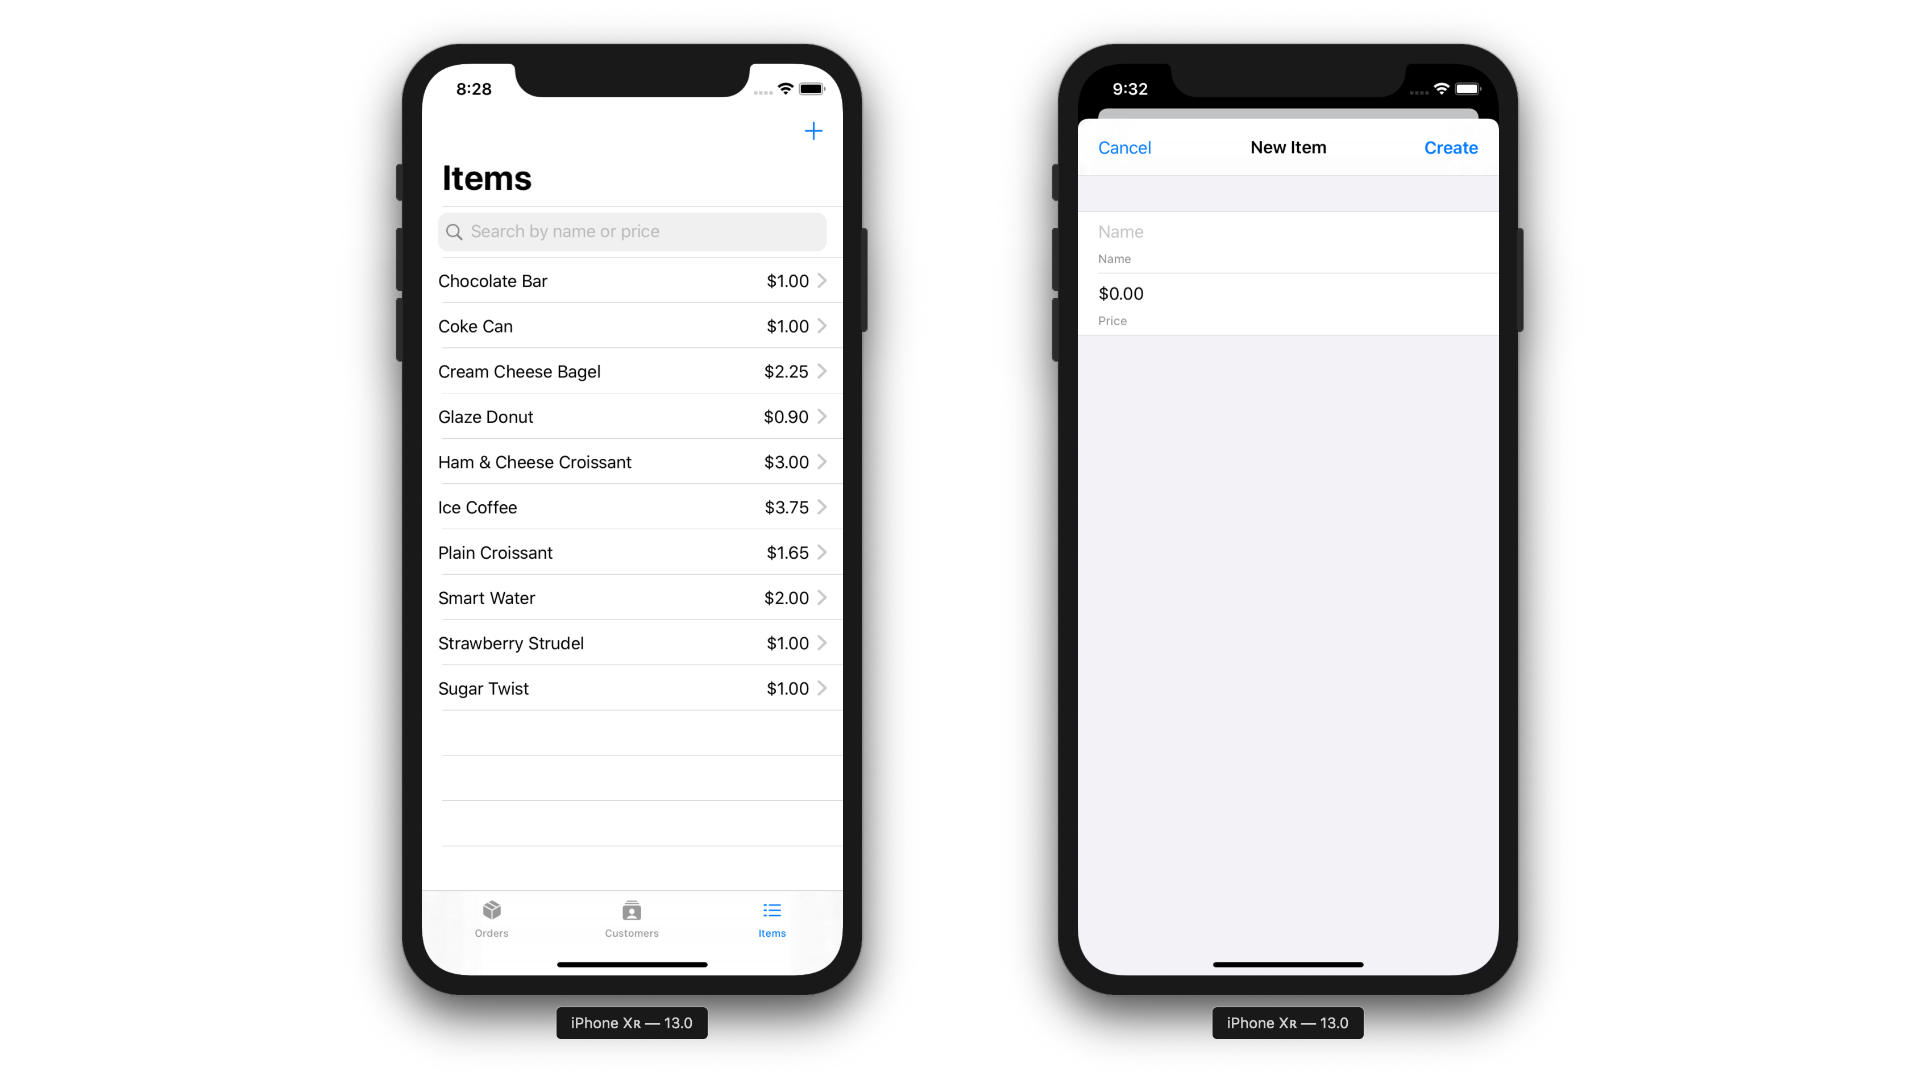 8:28
Items
Search by name or price
Chocolate Bar $1.00
Coke Can $1.00
Cream Cheese Bagel $2.25
Glaze Donut $0.90
Ham & Cheese Croissant $3.00
Ice Coffee $3.75
Plain Croissant $1.65
Smart Water $2.00
Strawberry Strudel $1.00
Sugar Twist $1.00
Orders Customers Items
iPhone Xʀ — 13.0
9:32
Cancel New Item Create
Name
Name
$0.00
Price
iPhone Xʀ — 13.0